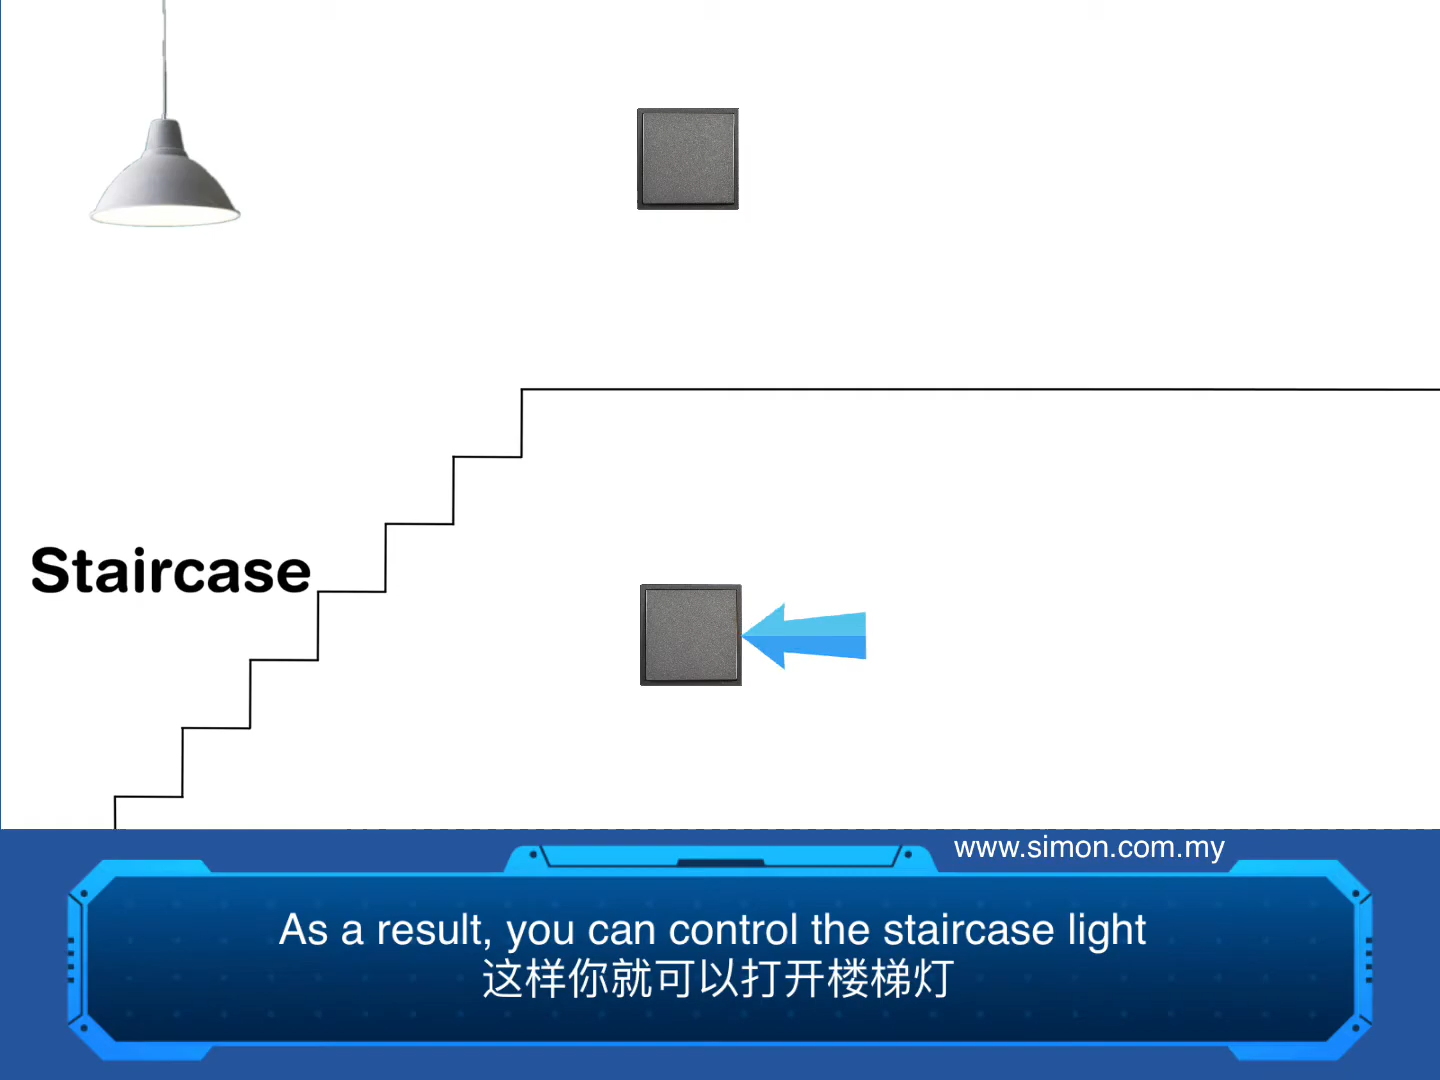 Staircase
www.simon.com.my
As a result, you can control the staircase light
这样你就可以打开楼梯灯